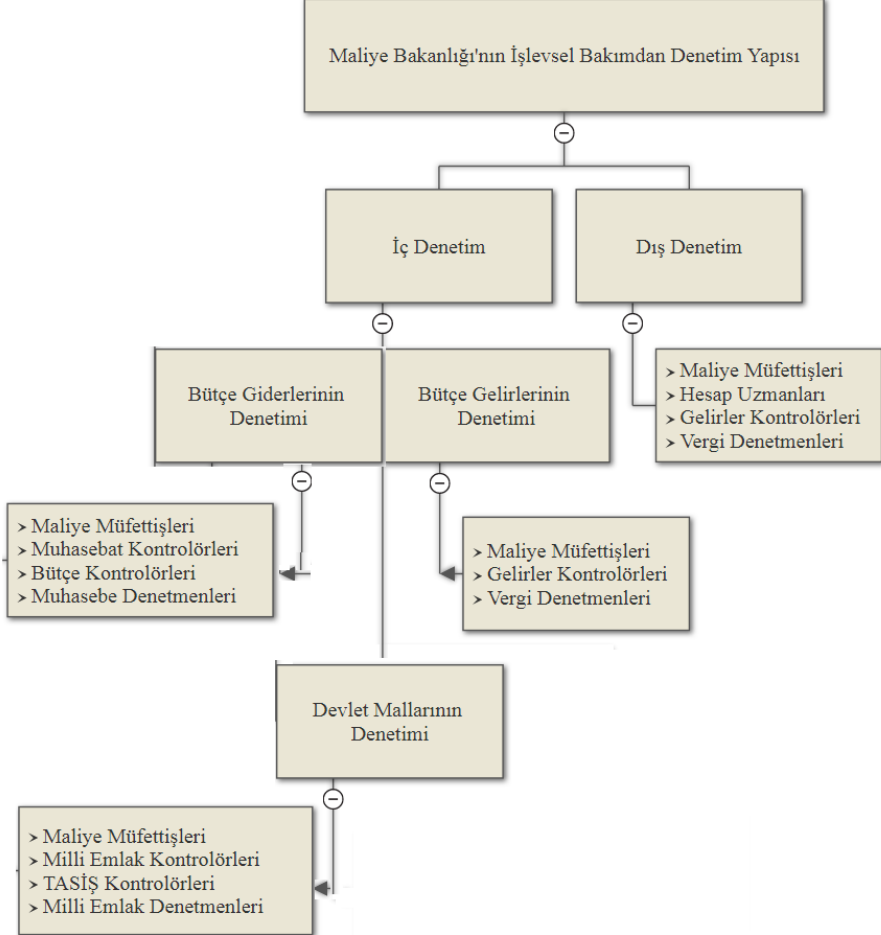 Maliye Bakanlığı'nın İşlevsel Bakımdan Denetim Yapısı
İç Denetim
Dış Denetim
Bütçe Giderlerinin
Denetimi
Bütçe Gelirlerinin
Denetimi
➢ Maliye Müfettişleri
➢ Hesap Uzmanları
➢ Gelirler Kontrolörleri
➢ Vergi Denetmenleri
➢ Maliye Müfettişleri
➢ Muhasebat Kontrolörleri
➢ Bütçe Kontrolörleri
➢ Muhasebe Denetmenleri
➢ Maliye Müfettişleri
➢ Gelirler Kontrolörleri
➢ Vergi Denetmenleri
Devlet Mallarının
Denetimi
➢ Maliye Müfettişleri
➢ Milli Emlak Kontrolörleri
➢ TASİŞ Kontrolörleri
➢ Milli Emlak Denetmenleri